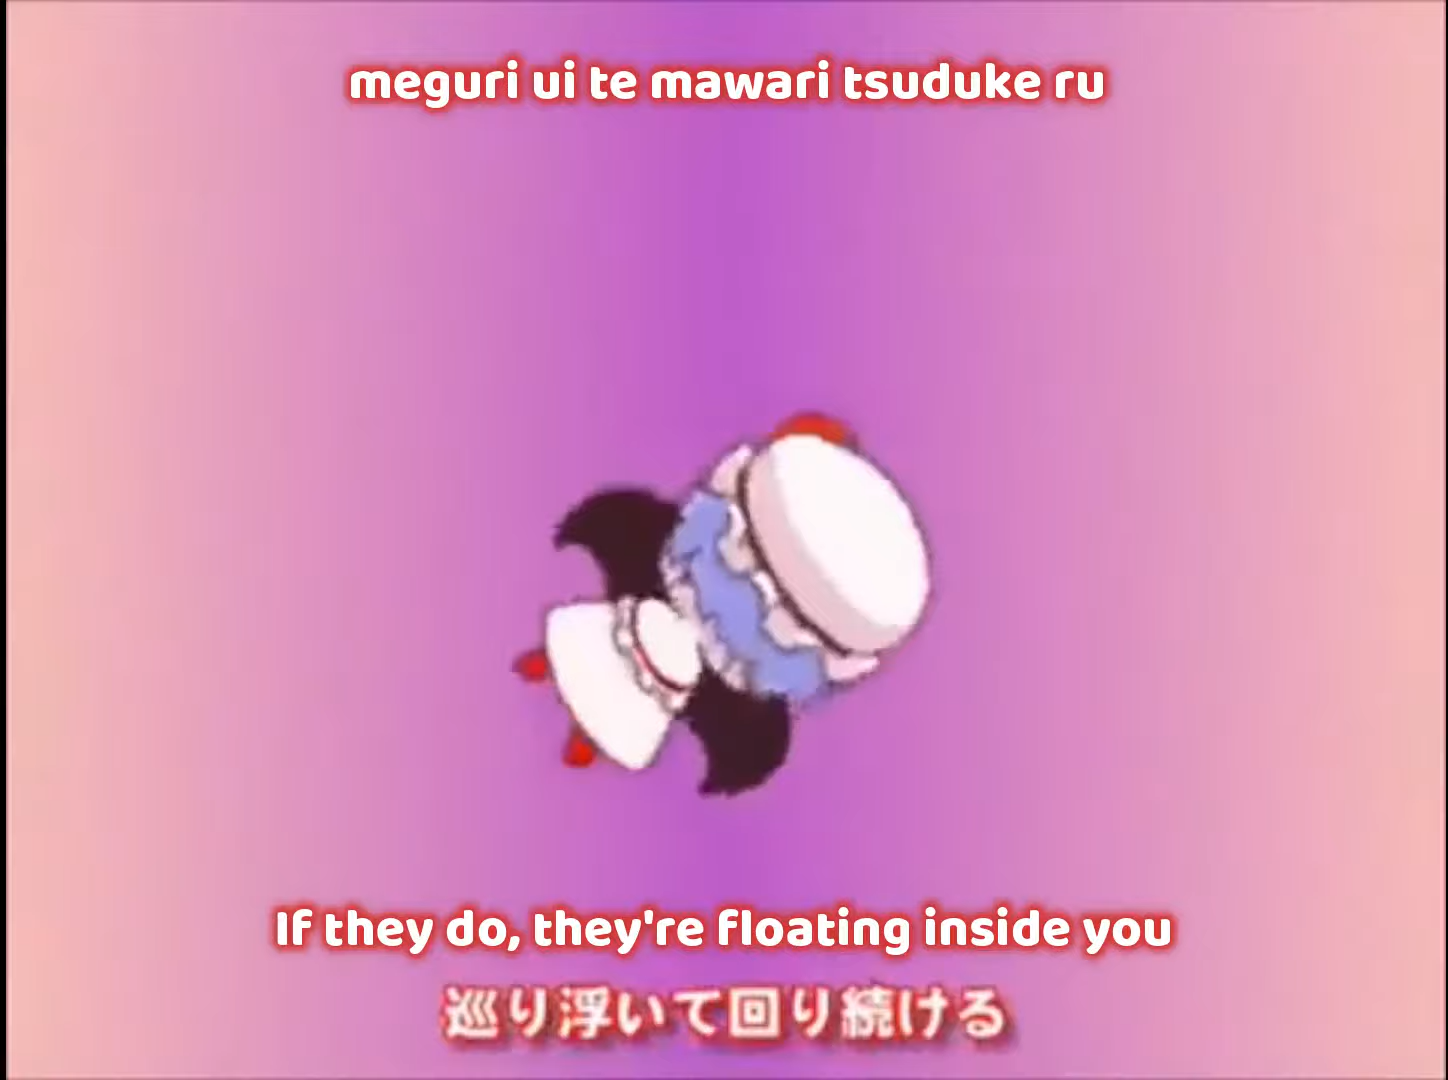 meguri ui te mawari tsuduke ru
If they do, they're floating inside you
巡り浮いて回り続ける